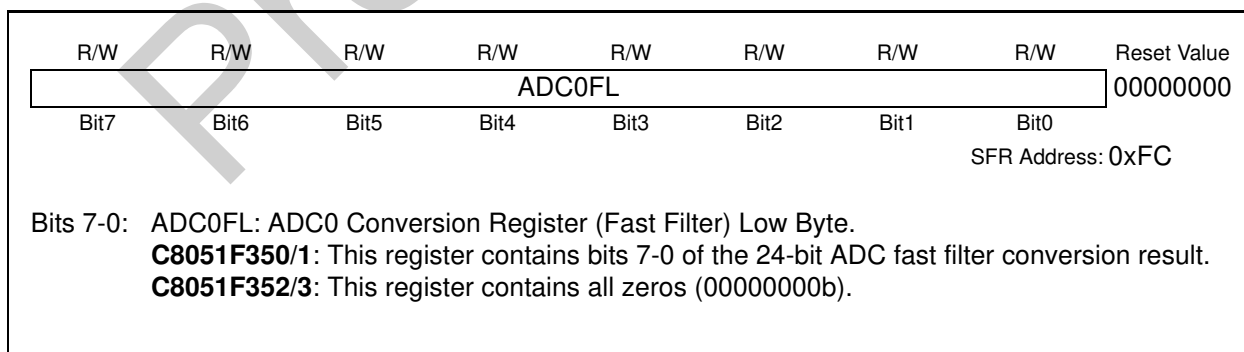 R/W R/W R/W R/W R/W R/W R/W R/W Reset Value
ADC0FL 00000000
Bit7 Bit6 Bit5 Bit4 Bit3 Bit2 Bit1 Bit0
SFR Address: 0xFC
Bits 7-0: ADC0FL: ADC0 Conversion Register (Fast Filter) Low Byte.
C8051F350/1: This register contains bits 7-0 of the 24-bit ADC fast filter conversion result.
C8051F352/3: This register contains all zeros (00000000b).